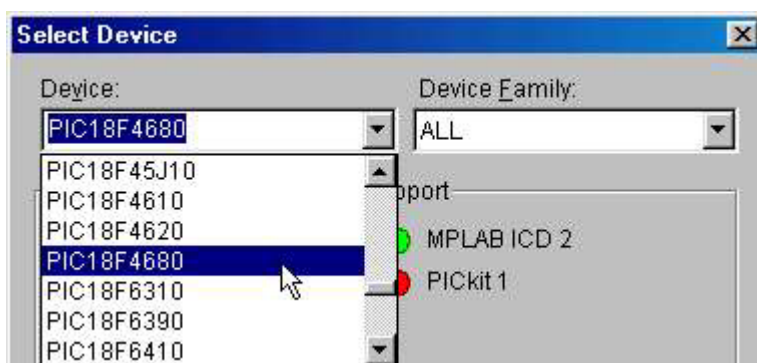 Select Device
Device: Device Family:
PIC18F4680 ALL
PIC18F45J10
pport
PIC18F4610
PIC18F4620
MPLAB ICD 2
PIC18F4680
PICkit 1
PIC18F6310
PIC18F6390
PIC18F6410